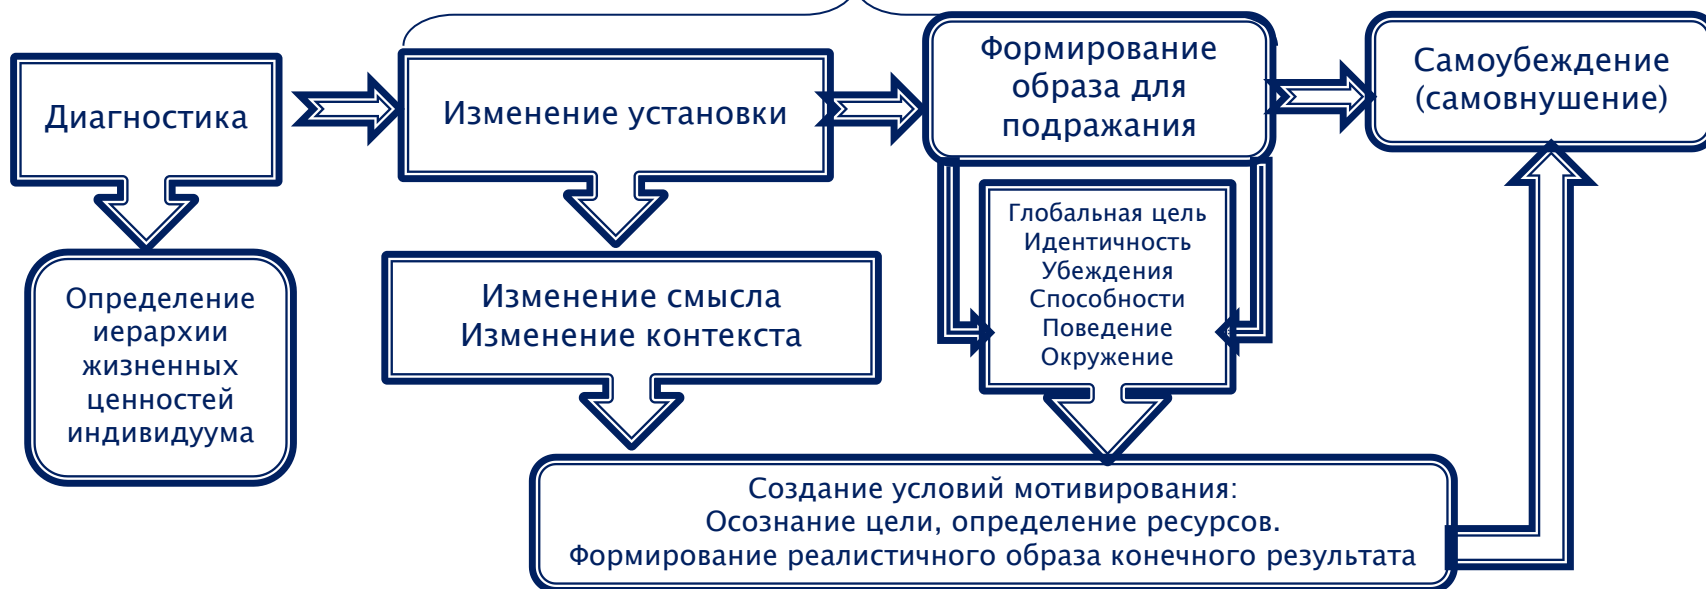 Диагностика
Изменение установки
Формирование
образа для
подражания
Самоубеждение
(самовнушение)
Определение
иерархии
жизненных
ценностей
индивидуума
Изменение смысла
Изменение контекста
Глобальная цель
Идентичность
Убеждения
Способности
Поведение
Окружение
Создание условий мотивирования:
Осознание цели, определение ресурсов.
Формирование реалистичного образа конечного результата